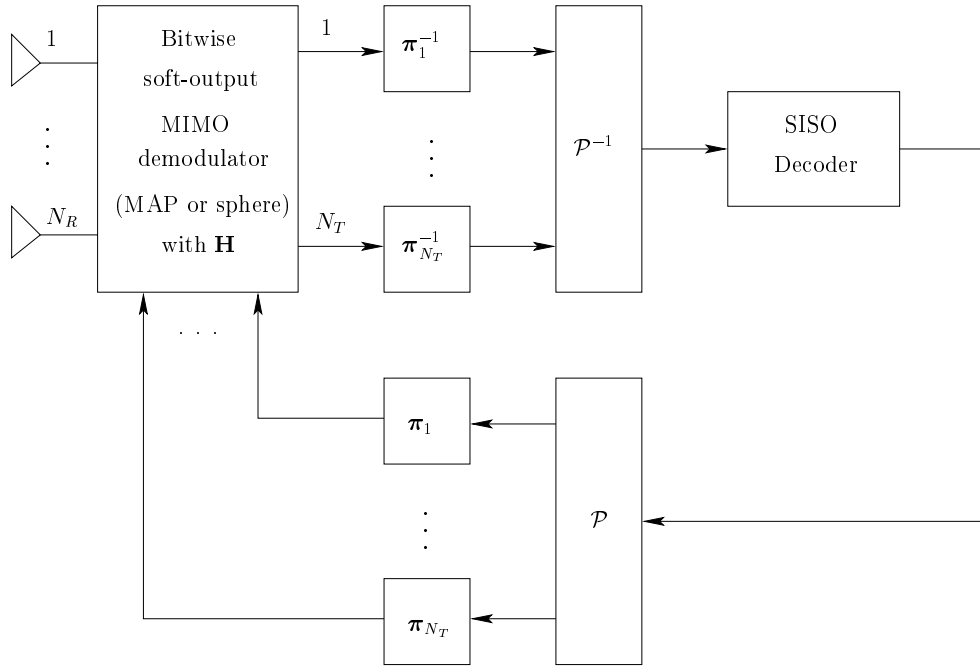 1
N_R
Bitwise
soft-output
MIMO
demodulator
(MAP or sphere)
with H
1
N_T
π_1^{-1}
π_{N_T}^{-1}
𝒫^{-1}
SISO
Decoder
π_1
π_{N_T}
𝒫